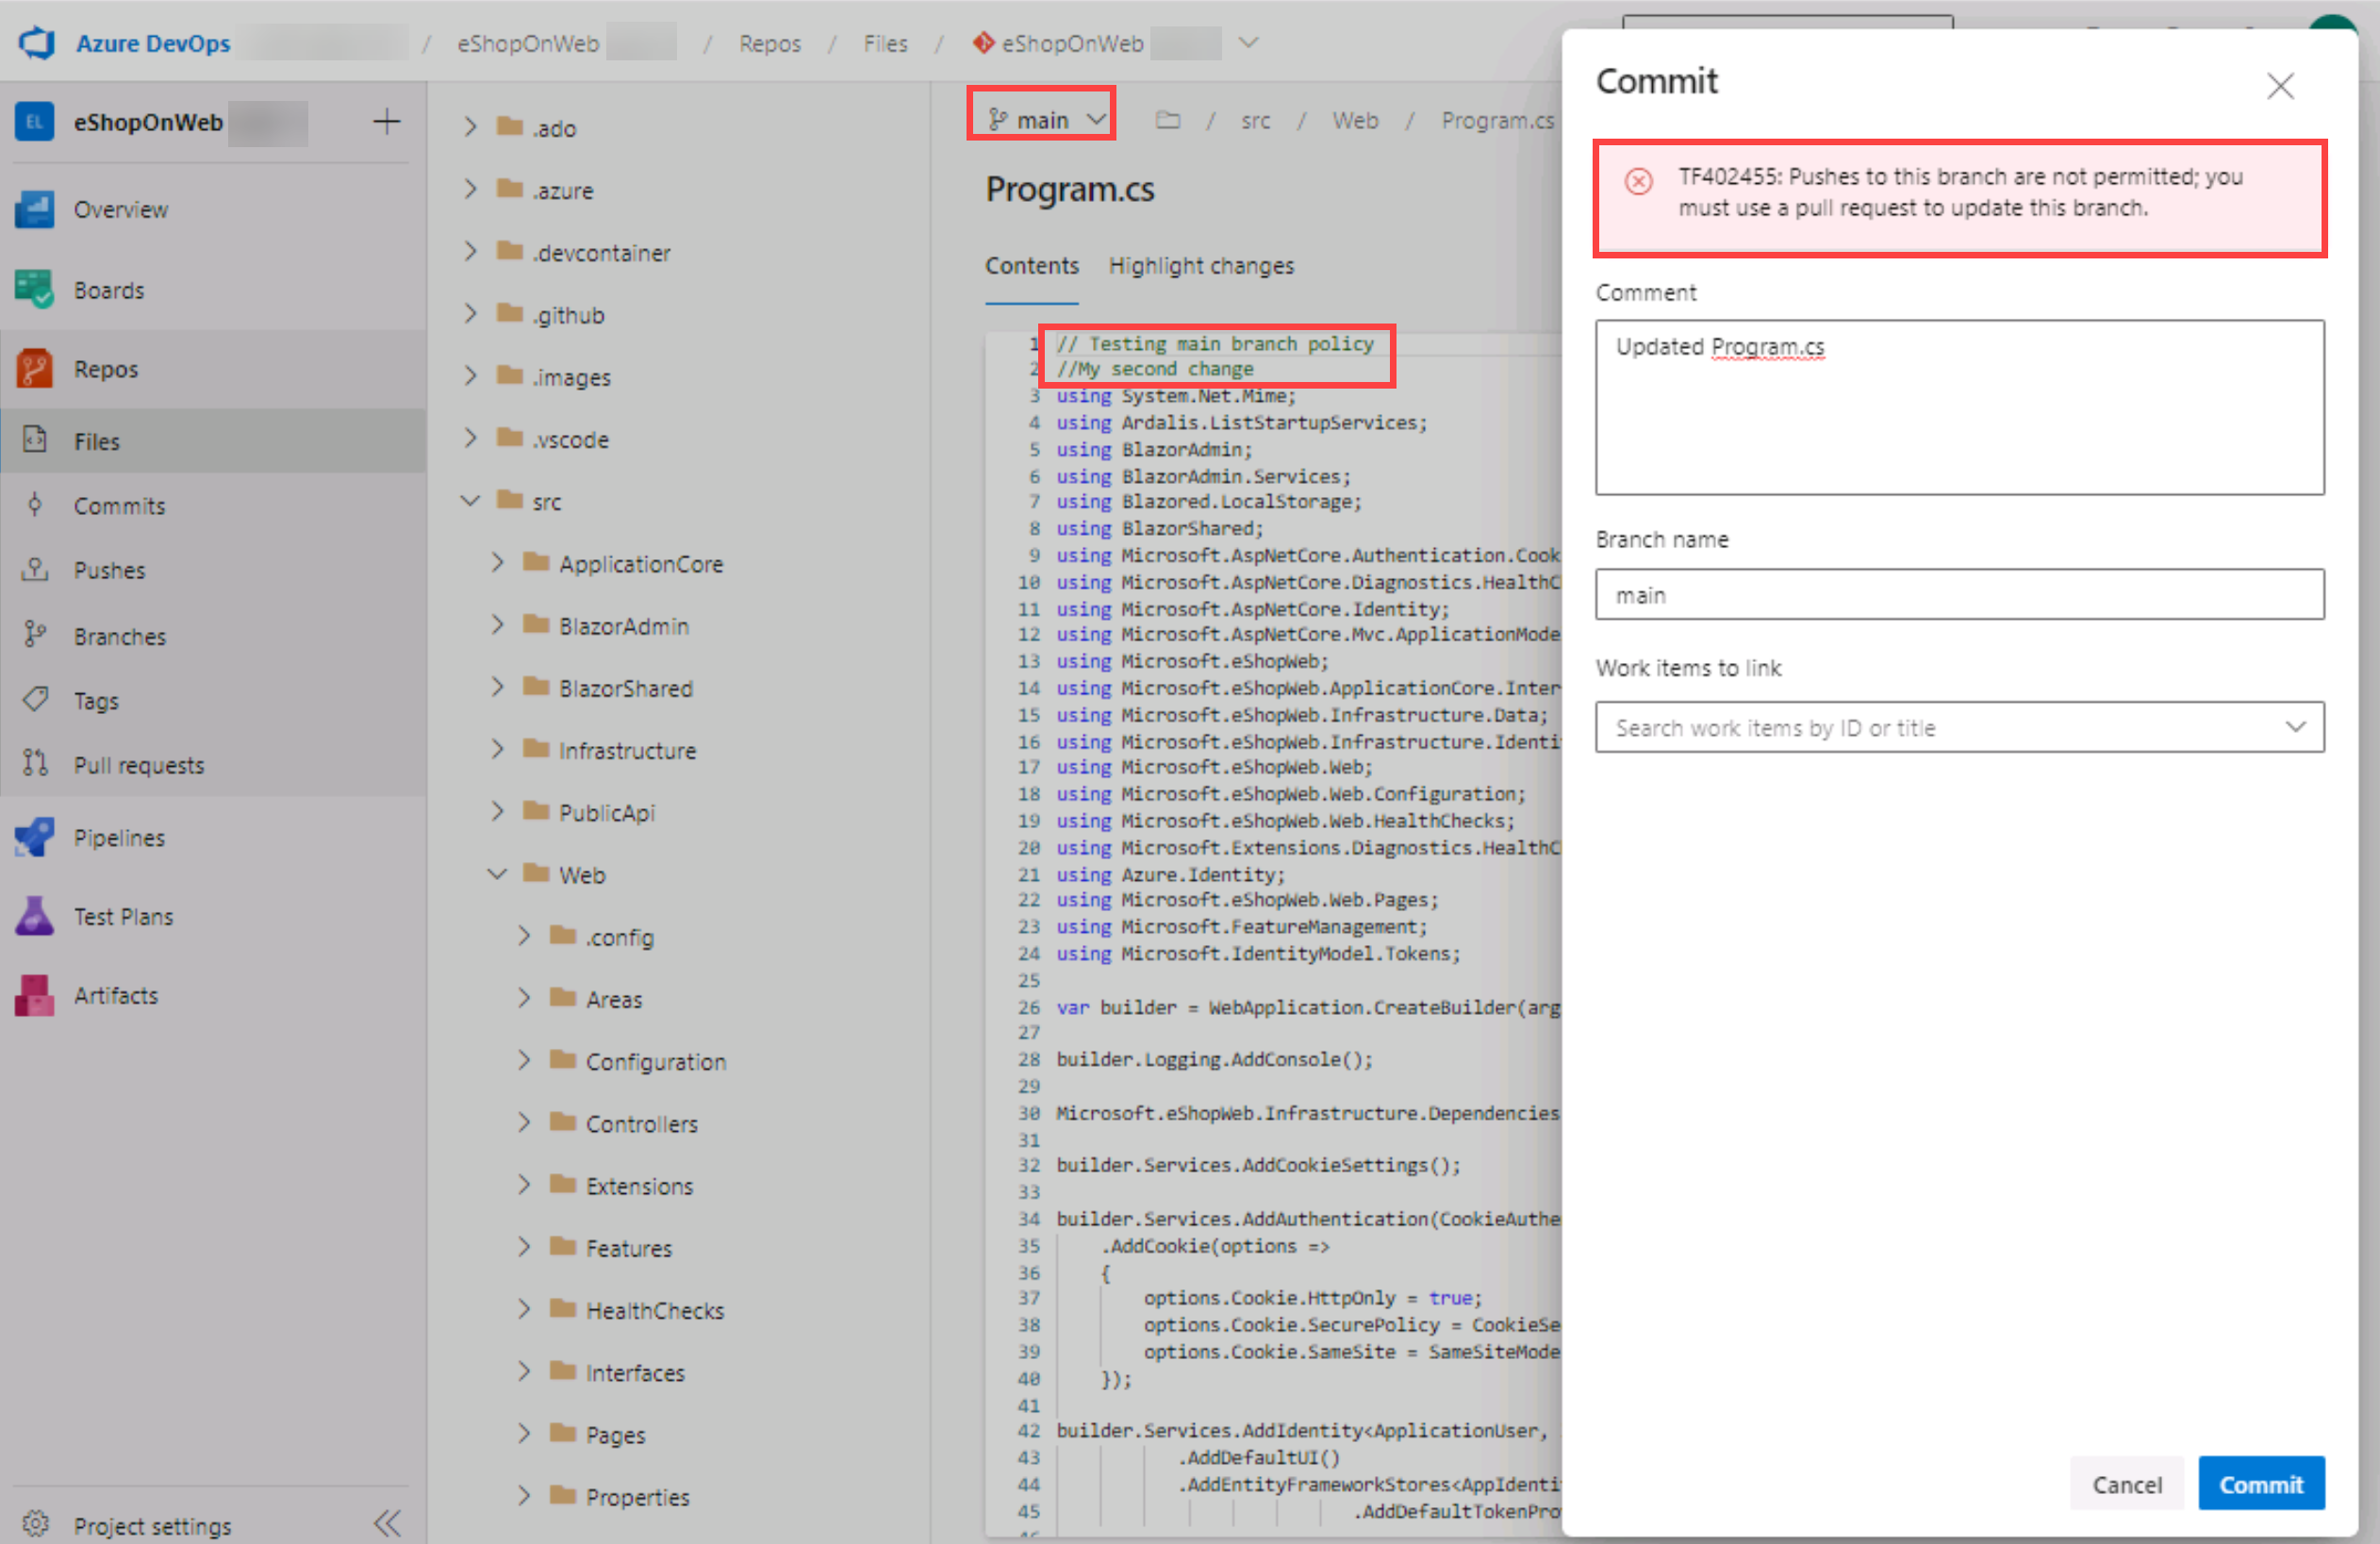 Azure DevOps / eShopOnWeb / Repos / Files / eShopOnWeb
EL eShopOnWeb
Overview
Boards
Repos
Files
Commits
Pushes
Branches
Tags
Pull requests
Pipelines
Test Plans
Artifacts
Project settings
.ado
.azure
.devcontainer
.github
.images
.vscode
src
ApplicationCore
BlazorAdmin
BlazorShared
Infrastructure
PublicApi
Web
.config
Areas
Configuration
Controllers
Extensions
Features
HealthChecks
Interfaces
Pages
Properties
main / src / Web / Program.cs
Program.cs
Contents Highlight changes
1 // Testing main branch policy
2 //My second change
3 using System.Net.Mime;
4 using Ardalis.ListStartupServices;
5 using BlazorAdmin;
6 using BlazorAdmin.Services;
7 using Blazored.LocalStorage;
8 using BlazorShared;
9 using Microsoft.AspNetCore.Authentication.Cook
10 using Microsoft.AspNetCore.Diagnostics.HealthC
11 using Microsoft.AspNetCore.Identity;
12 using Microsoft.AspNetCore.Mvc.ApplicationMode
13 using Microsoft.eShopWeb;
14 using Microsoft.eShopWeb.ApplicationCore.Inter
15 using Microsoft.eShopWeb.Infrastructure.Data;
16 using Microsoft.eShopWeb.Infrastructure.Identi
17 using Microsoft.eShopWeb.Web;
18 using Microsoft.eShopWeb.Web.Configuration;
19 using Microsoft.eShopWeb.Web.HealthChecks;
20 using Microsoft.Extensions.Diagnostics.HealthC
21 using Azure.Identity;
22 using Microsoft.eShopWeb.Web.Pages;
23 using Microsoft.FeatureManagement;
24 using Microsoft.IdentityModel.Tokens;
25
26 var builder = WebApplication.CreateBuilder(arg
27
28 builder.Logging.AddConsole();
29
30 Microsoft.eShopWeb.Infrastructure.Dependencies
31
32 builder.Services.AddCookieSettings();
33
34 builder.Services.AddAuthentication(CookieAuthe
35 .AddCookie(options =>
36 {
37 options.Cookie.HttpOnly = true;
38 options.Cookie.SecurePolicy = CookieSe
39 options.Cookie.SameSite = SameSiteMode
40 });
41
42 builder.Services.AddIdentity<ApplicationUser,
43 .AddDefaultUI()
44 .AddEntityFrameworkStores<AppIdenti
45 .AddDefaultTokenPro
Commit
TF402455: Pushes to this branch are not permitted; you
must use a pull request to update this branch.
Comment
Updated Program.cs
Branch name
main
Work items to link
Search work items by ID or title
Cancel Commit